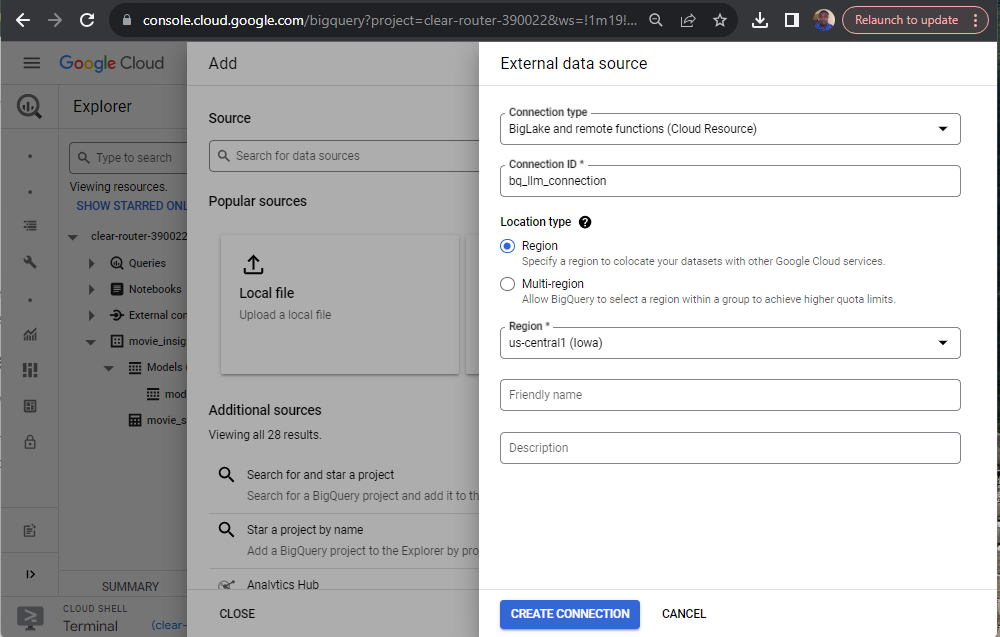 console.cloud.google.com/bigquery?project=clear-router-390022&ws=!1m19!...
Relaunch to update
Google Cloud
Explorer
Type to search
Viewing resources.
SHOW STARRED ONL
clear-router-390022
Queries
Notebooks
External con
movie_insig
Models (
mod
movie_s
SUMMARY
CLOUD SHELL
Terminal
(clear-
Add
Source
Search for data sources
Popular sources
Local file
Upload a local file
Additional sources
Viewing all 28 results.
Search for and star a project
Search for a BigQuery project and add it to th
Star a project by name
Add a BigQuery project to the Explorer by pro
Analytics Hub
CLOSE
External data source
Connection type
BigLake and remote functions (Cloud Resource)
Connection ID *
bq_llm_connection
Location type
Region
Specify a region to colocate your datasets with other Google Cloud services.
Multi-region
Allow BigQuery to select a region within a group to achieve higher quota limits.
Region *
us-central1 (Iowa)
Friendly name
Description
CREATE CONNECTION
CANCEL